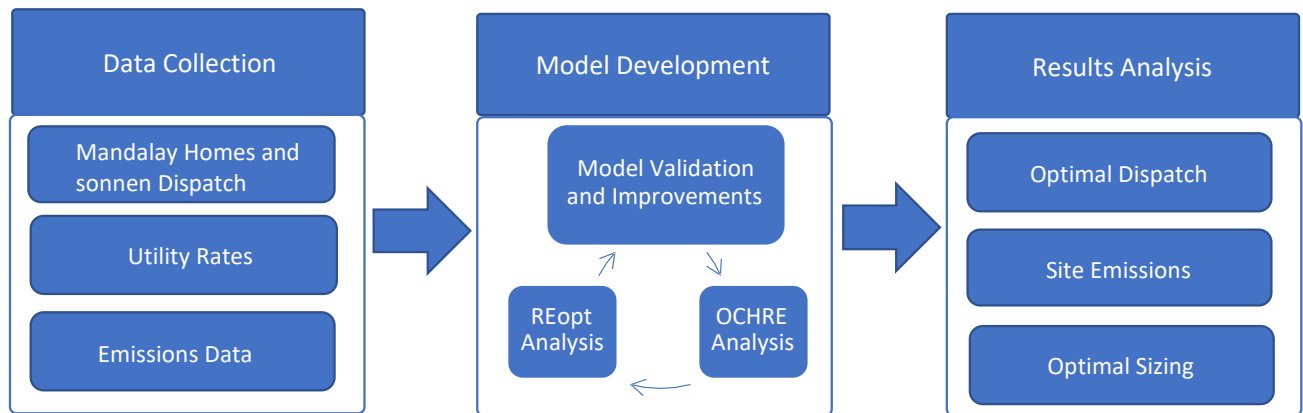 Data Collection
Mandalay Homes and
sonnen Dispatch
Utility Rates
Emissions Data
Model Development
Model Validation
and Improvements
REopt
Analysis
OCHRE
Analysis
Results Analysis
Optimal Dispatch
Site Emissions
Optimal Sizing